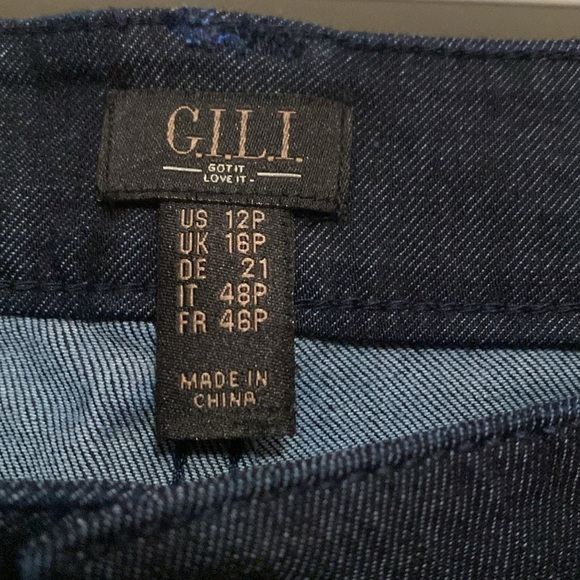 G.I.L.I.
GOT IT
LOVE IT-
US 12P
UK 16P
DE 21
IT 48P
FR 46P
MADE IN
CHINA